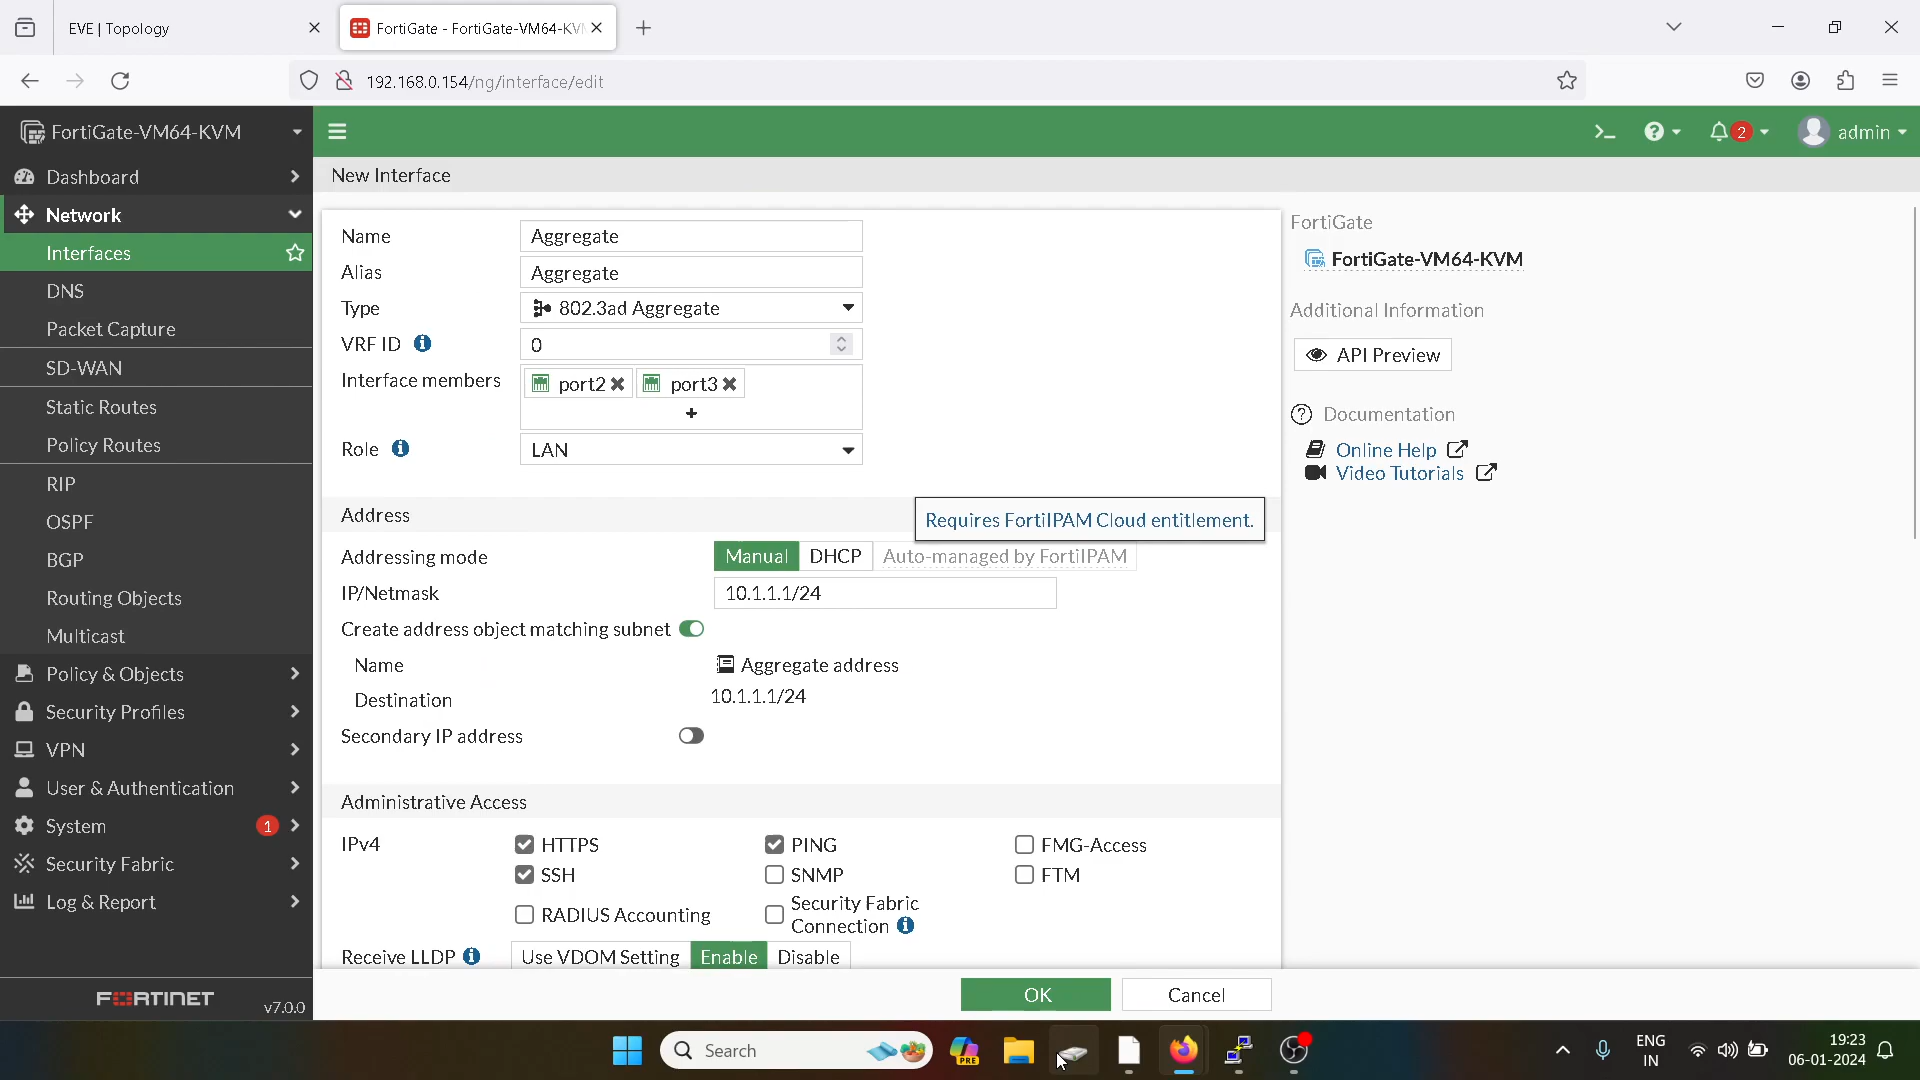 EVE | Topology
FortiGate - FortiGate-VM64-KVM
192.168.0.154/ng/interface/edit
FortiGate-VM64-KVM
2
admin
Dashboard
New Interface
Network
Interfaces
DNS
Packet Capture
SD-WAN
Static Routes
Policy Routes
RIP
OSPF
BGP
Routing Objects
Multicast
Policy & Objects
Security Profiles
VPN
User & Authentication
System 1
Security Fabric
Log & Report
FORTINET v7.0.0
Name Aggregate
Alias Aggregate
Type 802.3ad Aggregate
VRF ID 0
Interface members port2 port3
+
Role LAN
Address
Requires FortiIPAM Cloud entitlement.
Addressing mode Manual DHCP Auto-managed by FortiIPAM
IP/Netmask 10.1.1.1/24
Create address object matching subnet
Name Aggregate address
Destination 10.1.1.1/24
Secondary IP address
Administrative Access
IPv4 HTTPS PING FMG-Access
SSH SNMP FTM
RADIUS Accounting Security Fabric
Connection
Receive LLDP Use VDOM Setting Enable Disable
OK Cancel
FortiGate
FortiGate-VM64-KVM
Additional Information
API Preview
Documentation
Online Help
Video Tutorials
Search
PRE
ENG
IN
19:23
06-01-2024